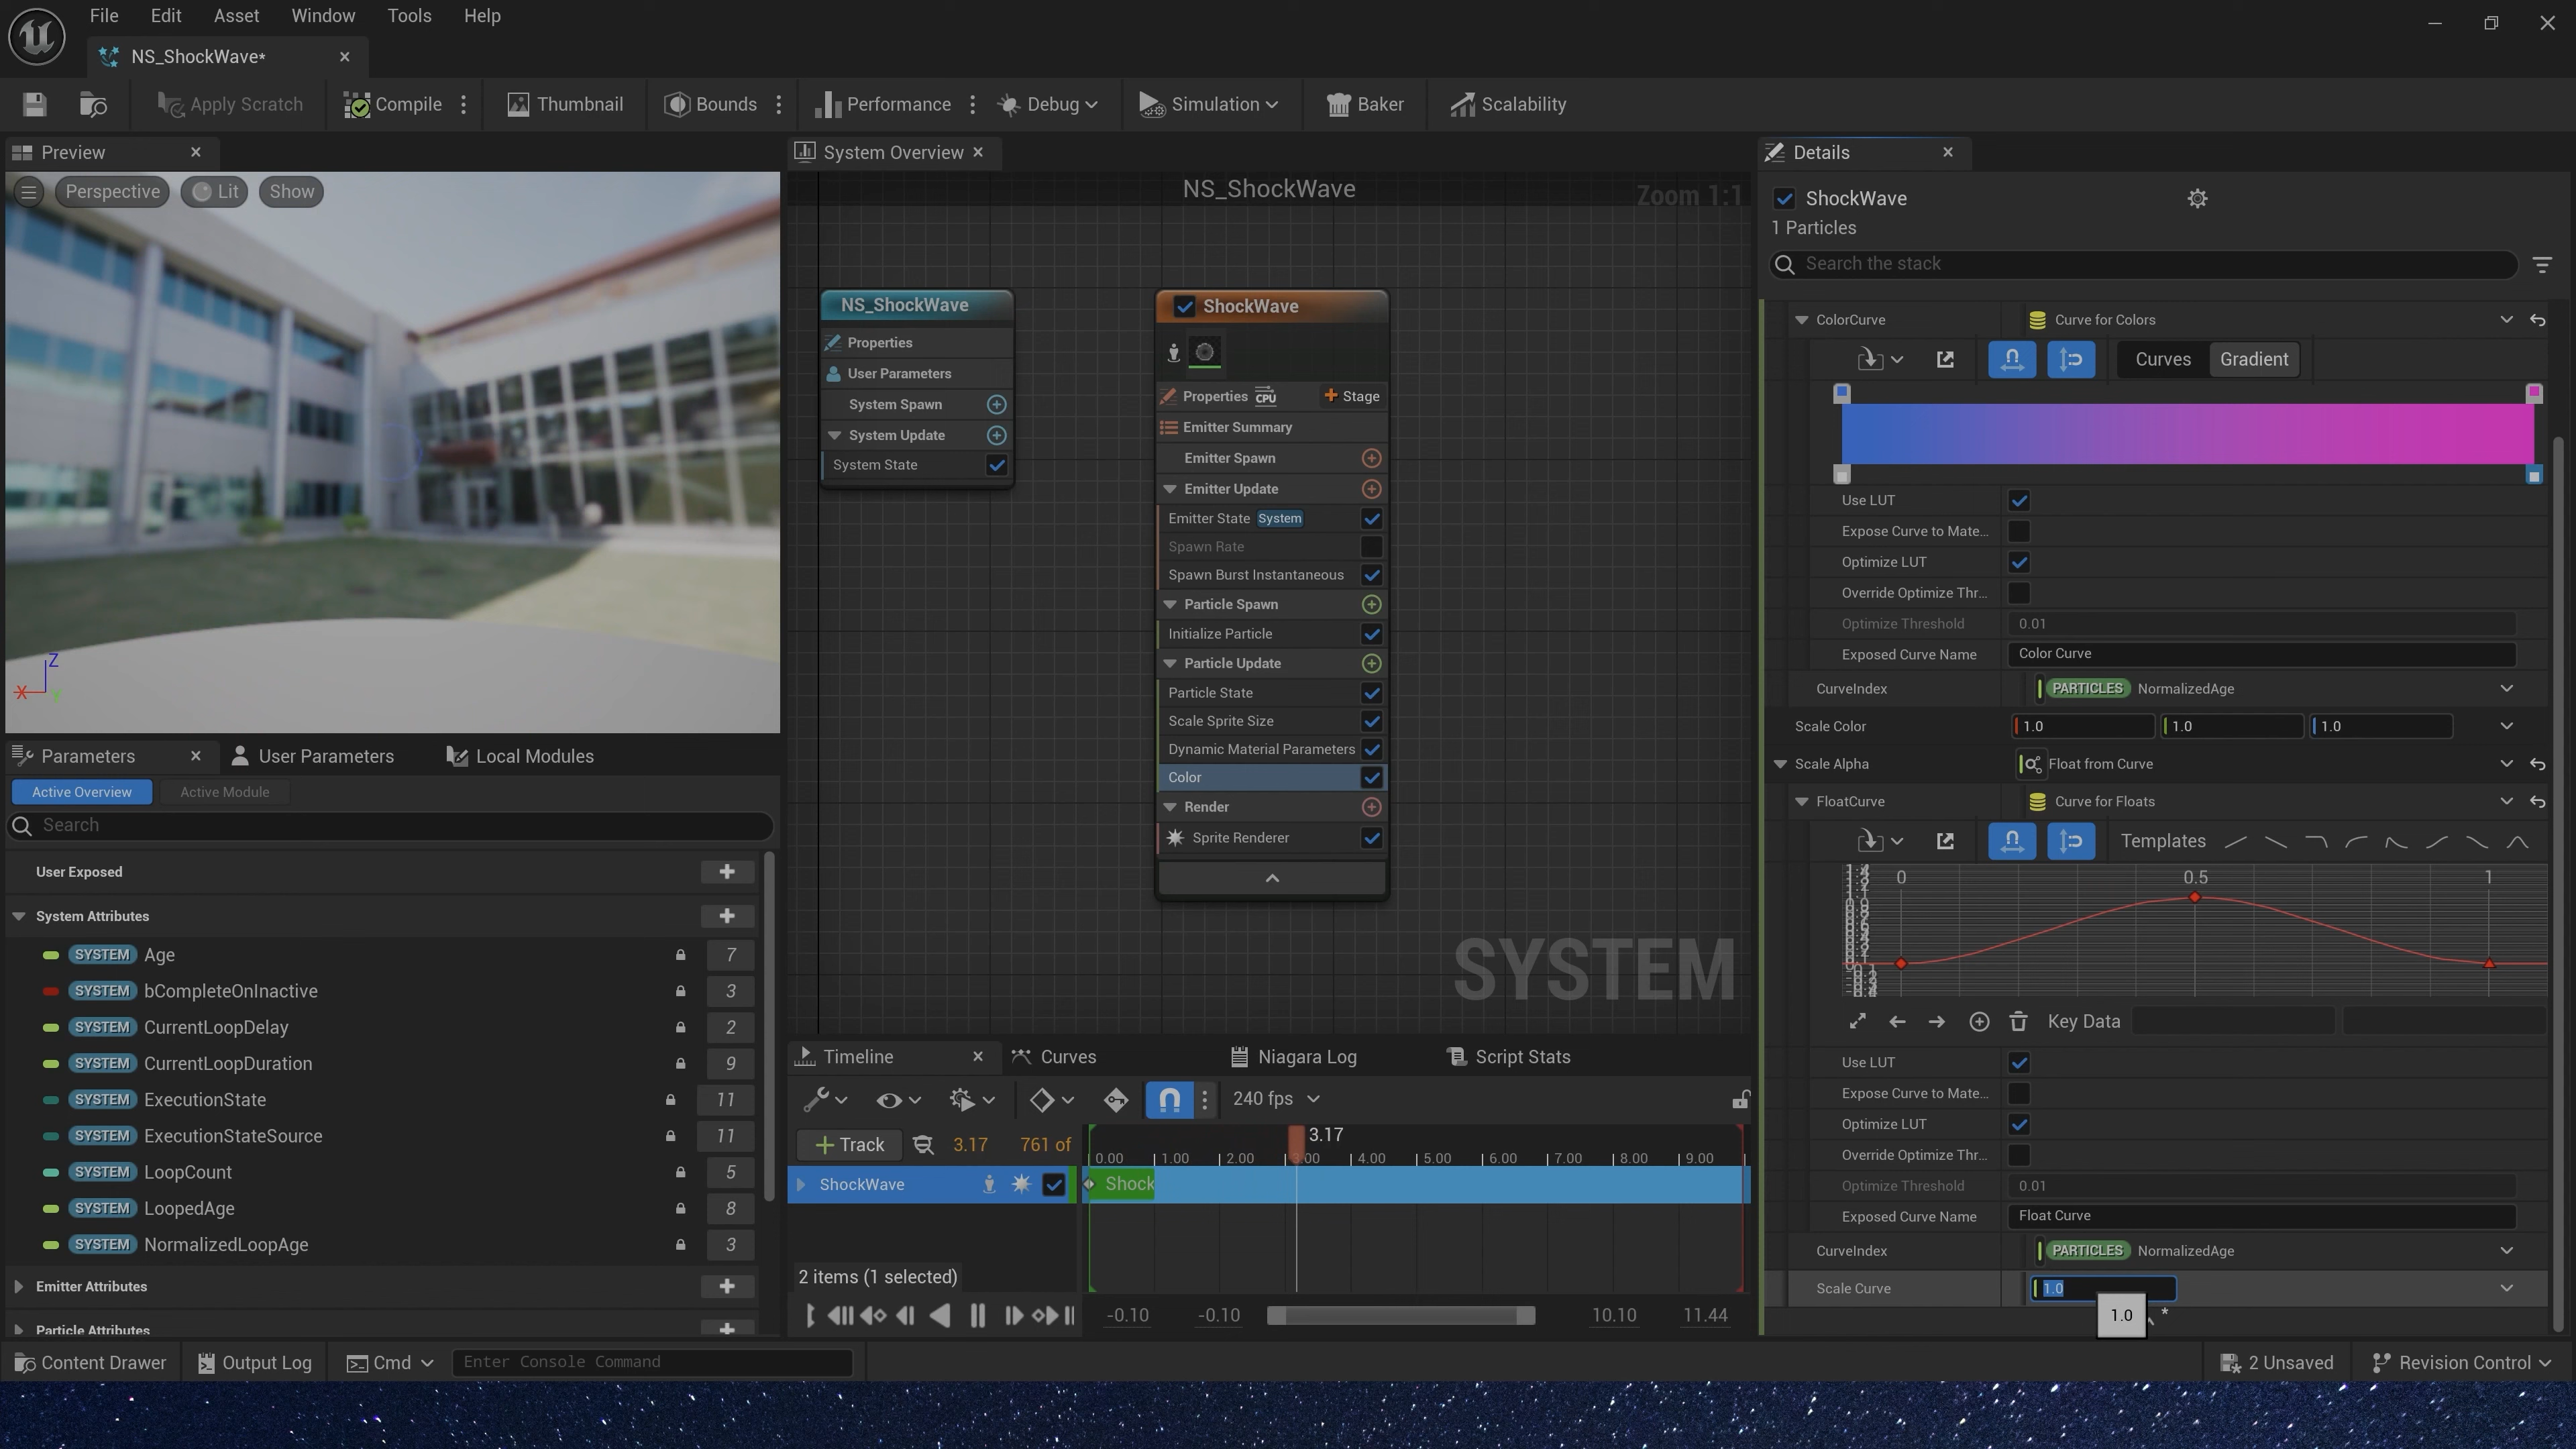 File Edit Asset Window Tools Help
NS_ShockWave*
Apply Scratch Compile Thumbnail Bounds Performance Debug Simulation Baker Scalability
Preview
Perspective Lit Show
Z
X
Y
Parameters User Parameters Local Modules
Active Overview Active Module
Search
User Exposed
System Attributes
SYSTEM Age 7
SYSTEM bCompleteOnInactive 3
SYSTEM CurrentLoopDelay 2
SYSTEM CurrentLoopDuration 9
SYSTEM ExecutionState 11
SYSTEM ExecutionStateSource 11
SYSTEM LoopCount 5
SYSTEM LoopedAge 8
SYSTEM NormalizedLoopAge 3
Emitter Attributes
Particle Attributes
System Overview
NS_ShockWave
Zoom 1:1
NS_ShockWave
Properties
User Parameters
System Spawn
System Update
System State
ShockWave
Properties CPU Stage
Emitter Summary
Emitter Spawn
Emitter Update
Emitter State System
Spawn Rate
Spawn Burst Instantaneous
Particle Spawn
Initialize Particle
Particle Update
Particle State
Scale Sprite Size
Dynamic Material Parameters
Color
Render
Sprite Renderer
SYSTEM
Timeline Curves Niagara Log Script Stats
240 fps
Track 3.17 761 of
3.17
0.00 1.00 2.00 3.00 4.00 5.00 6.00 7.00 8.00 9.00
ShockWave Shock
2 items (1 selected)
-0.10 -0.10 10.10 11.44
Details
ShockWave
1 Particles
Search the stack
ColorCurve Curve for Colors
Curves Gradient
Use LUT
Expose Curve to Mate...
Optimize LUT
Override Optimize Thr...
Optimize Threshold 0.01
Exposed Curve Name Color Curve
CurveIndex PARTICLES NormalizedAge
Scale Color 1.0 1.0 1.0
Scale Alpha Float from Curve
FloatCurve Curve for Floats
Templates
0 0.5 1
Key Data
Use LUT
Expose Curve to Mate...
Optimize LUT
Override Optimize Thr...
Optimize Threshold 0.01
Exposed Curve Name Float Curve
CurveIndex PARTICLES NormalizedAge
Scale Curve 1.0
1.0
Content Drawer Output Log Cmd Enter Console Command 2 Unsaved Revision Control